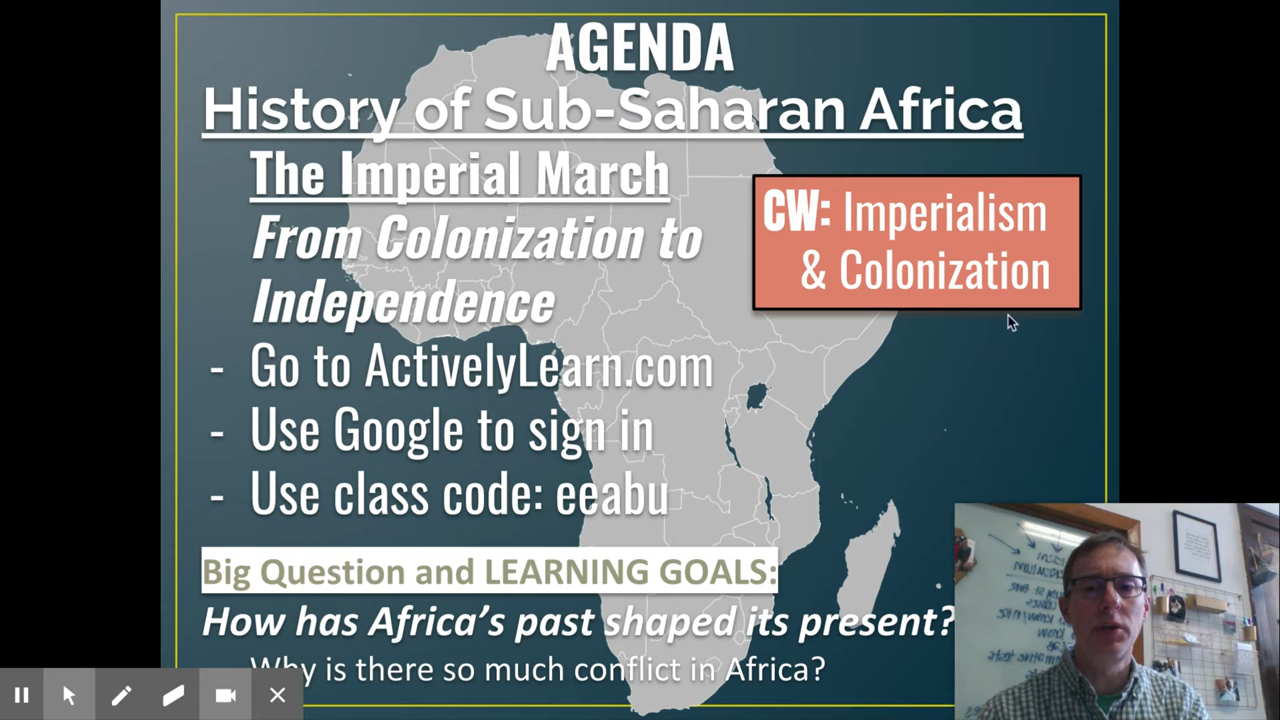 AGENDA
History of Sub-Saharan Africa
The Imperial March
From Colonization to
Independence
- Go to ActivelyLearn.com
- Use Google to sign in
- Use class code: eeabu
CW: Imperialism
& Colonization
Big Question and LEARNING GOALS:
How has Africa's past shaped its present?
Why is there so much conflict in Africa?